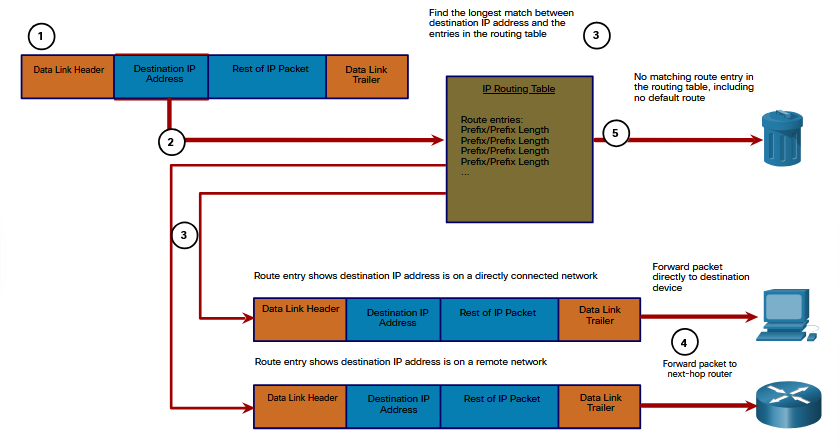 1
Find the longest match between
destination IP address and the
entries in the routing table
3
Data Link Header
Destination IP
Address
Rest of IP Packet
Data Link
Trailer
IP Routing Table
Route entries:
Prefix/Prefix Length
Prefix/Prefix Length
Prefix/Prefix Length
Prefix/Prefix Length
...
No matching route entry in
the routing table, including
no default route
2
5
3
Route entry shows destination IP address is on a directly connected network
Forward packet
directly to destination
device
Data Link Header
Destination IP
Address
Rest of IP Packet
Data Link
Trailer
4
Route entry shows destination IP address is on a remote network
Forward packet to
next-hop router
Data Link Header
Destination IP
Address
Rest of IP Packet
Data Link
Trailer